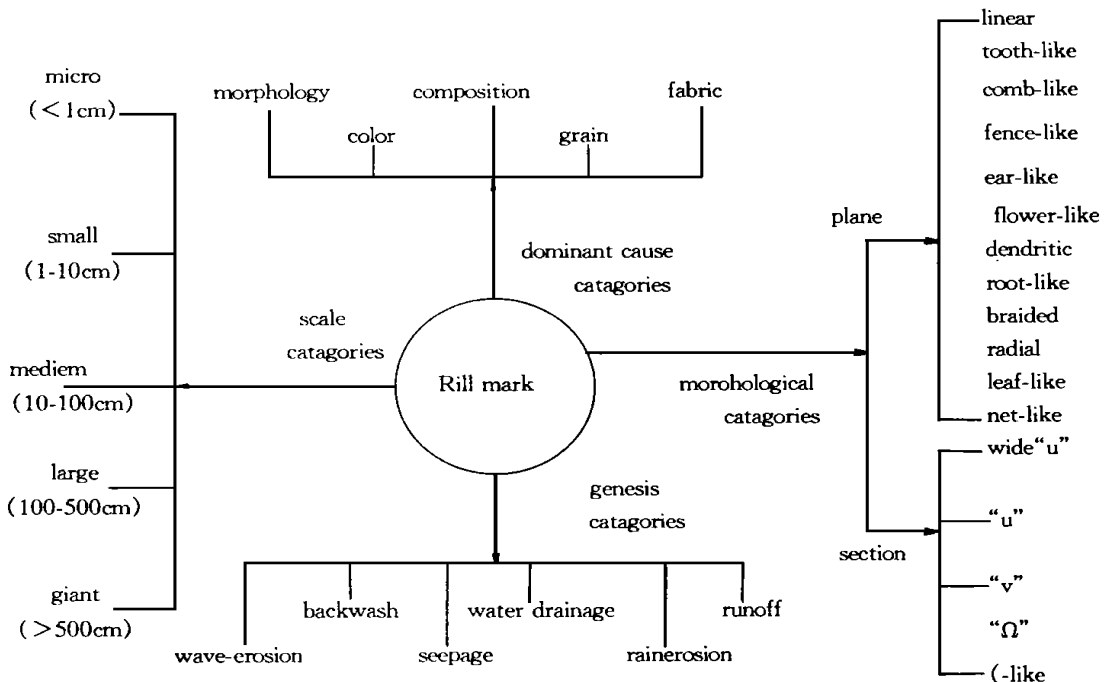 micro
(<1cm)
small
(1-10cm)
mediem
(10-100cm)
large
(100-500cm)
giant
(>500cm)
scale
catagories
morphology
color
composition
grain
fabric
dominant cause
catagories
Rill mark
morohological
catagories
plane
linear
tooth-like
comb-like
fence-like
ear-like
flower-like
dendritic
root-like
braided
radial
leaf-like
net-like
section
wide“u”
“u”
“v”
“Ω”
(-like
genesis
catagories
wave-erosion
backwash
seepage
water drainage
rainerosion
runoff